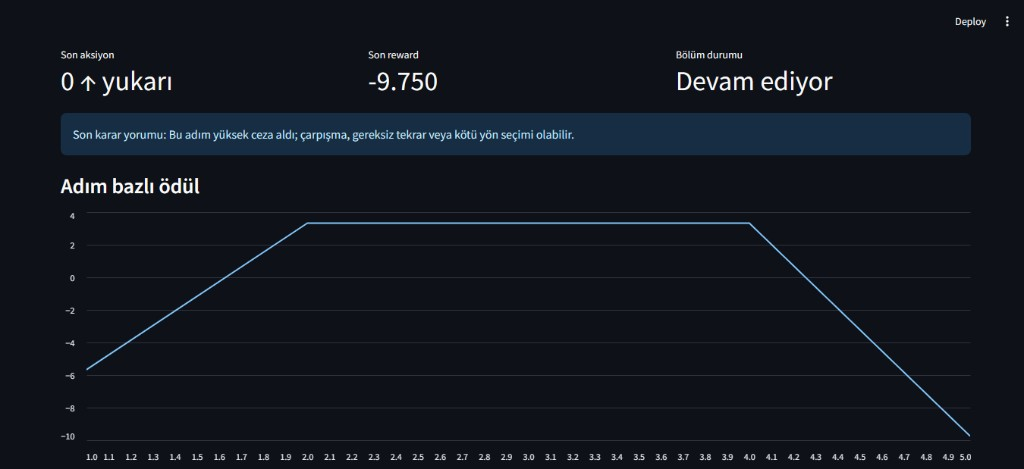 Deploy
Son aksiyon
Son reward
Bölüm durumu
0 ↑ yukarı
-9.750
Devam ediyor
Son karar yorumu: Bu adım yüksek ceza aldı; çarpışma, gereksiz tekrar veya kötü yön seçimi olabilir.
Adım bazlı ödül
4
2
0
−2
−4
−6
−8
−10
1.0 1.1 1.2 1.3 1.4 1.5 1.6 1.7 1.8 1.9 2.0 2.1 2.2 2.3 2.4 2.5 2.6 2.7 2.8 2.9 3.0 3.1 3.2 3.3 3.4 3.5 3.6 3.7 3.8 3.9 4.0 4.1 4.2 4.3 4.4 4.5 4.6 4.7 4.8 4.9 5.0